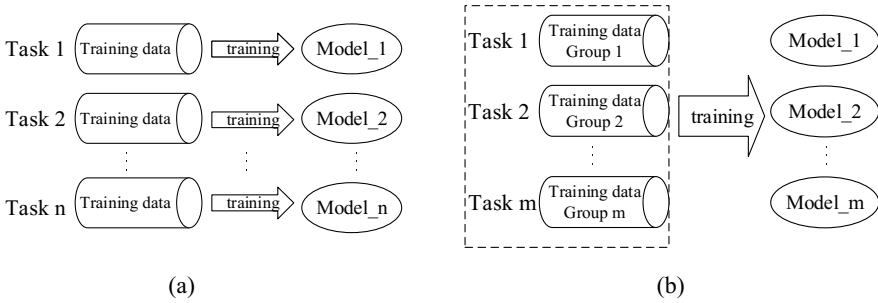 Task 1
Training data
training
Model_1
Task 2
Training data
training
Model_2
Task n
Training data
training
Model_n
(a)
Task 1
Training data
Group 1
Model_1
Task 2
Training data
Group 2
training
Model_2
Task m
Training data
Group m
Model_m
(b)